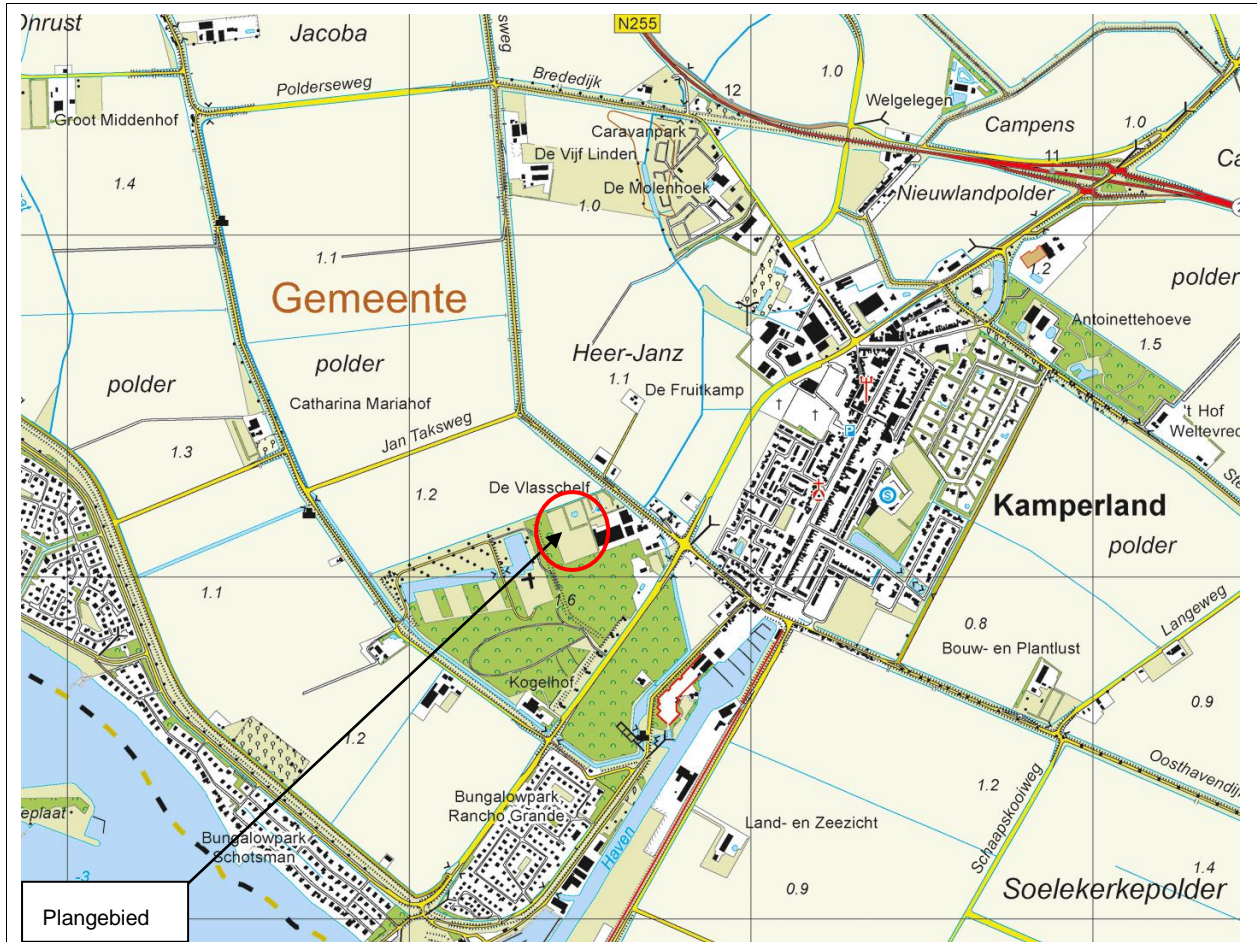 Onrust
Jacoba
N255
Polderseweg
Brededijk
12
1.0
Welgelegen
Groot Middenhof
Caravanpark
De Vijf Linden
De Molenhoek
1.0
Campens
1.0
11
Nieuwlandpolder
1.4
1.1
1.2
polder
Gemeente
Antoinettehoeve
1.5
Heer-Janz
1.1
De Fruitkamp
polder
polder
Catharina Mariahof
't Hof
Jan Taksweg
1.3
P
1.2
De Vlasschelf
S
Kamperland
polder
1.1
1.6
0.8
Langeweg
Bouw- en Plantlust
Kogelhof
0.9
1.2
Bungalowpark
Rancho Grande
1.2
Schaapskooiweg
Land- en Zeezicht
Haven
Bungalowpark
Schotsman
-3
0.9
1.4
Soelekerkepolder
Plangebied